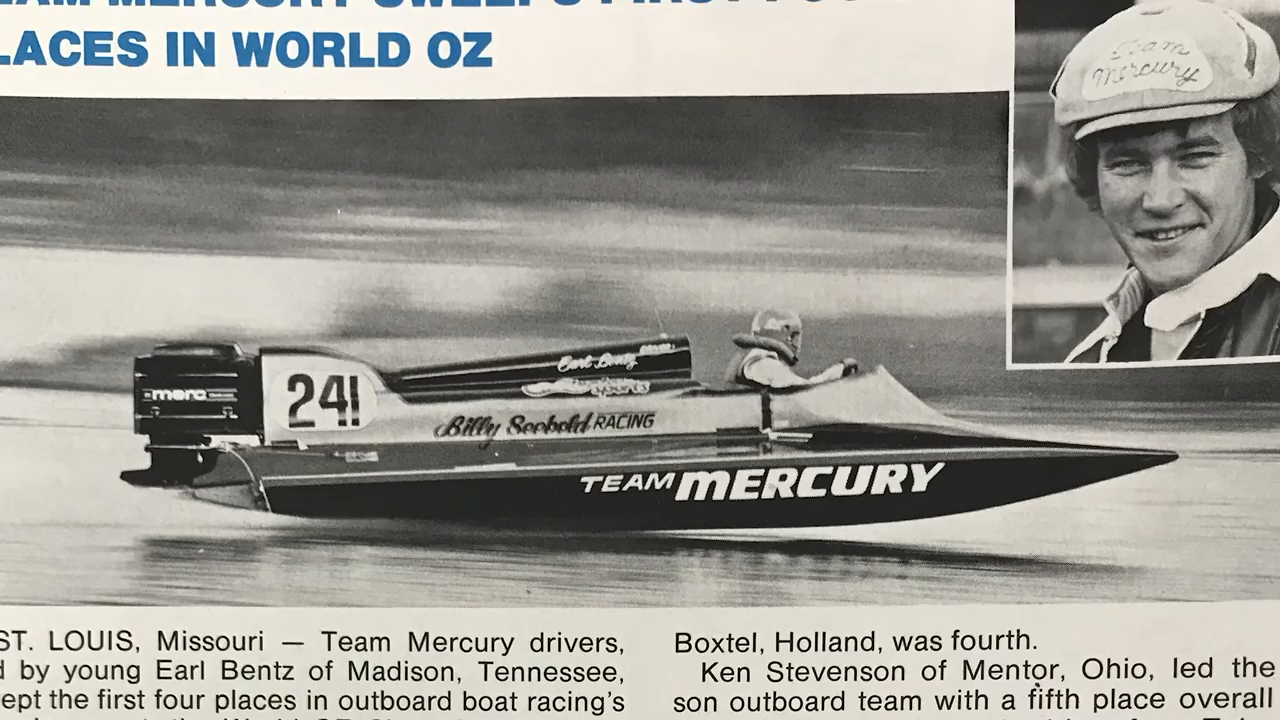 LACES IN WORLD OZ
Team
Mercury
merc
241
Earl Bentz
Billy Seebold RACING
TEAM MERCURY
ST. LOUIS, Missouri — Team Mercury drivers,
d by young Earl Bentz of Madison, Tennessee,
ept the first four places in outboard boat racing's
Boxtel, Holland, was fourth.
Ken Stevenson of Mentor, Ohio, led the
son outboard team with a fifth place overall